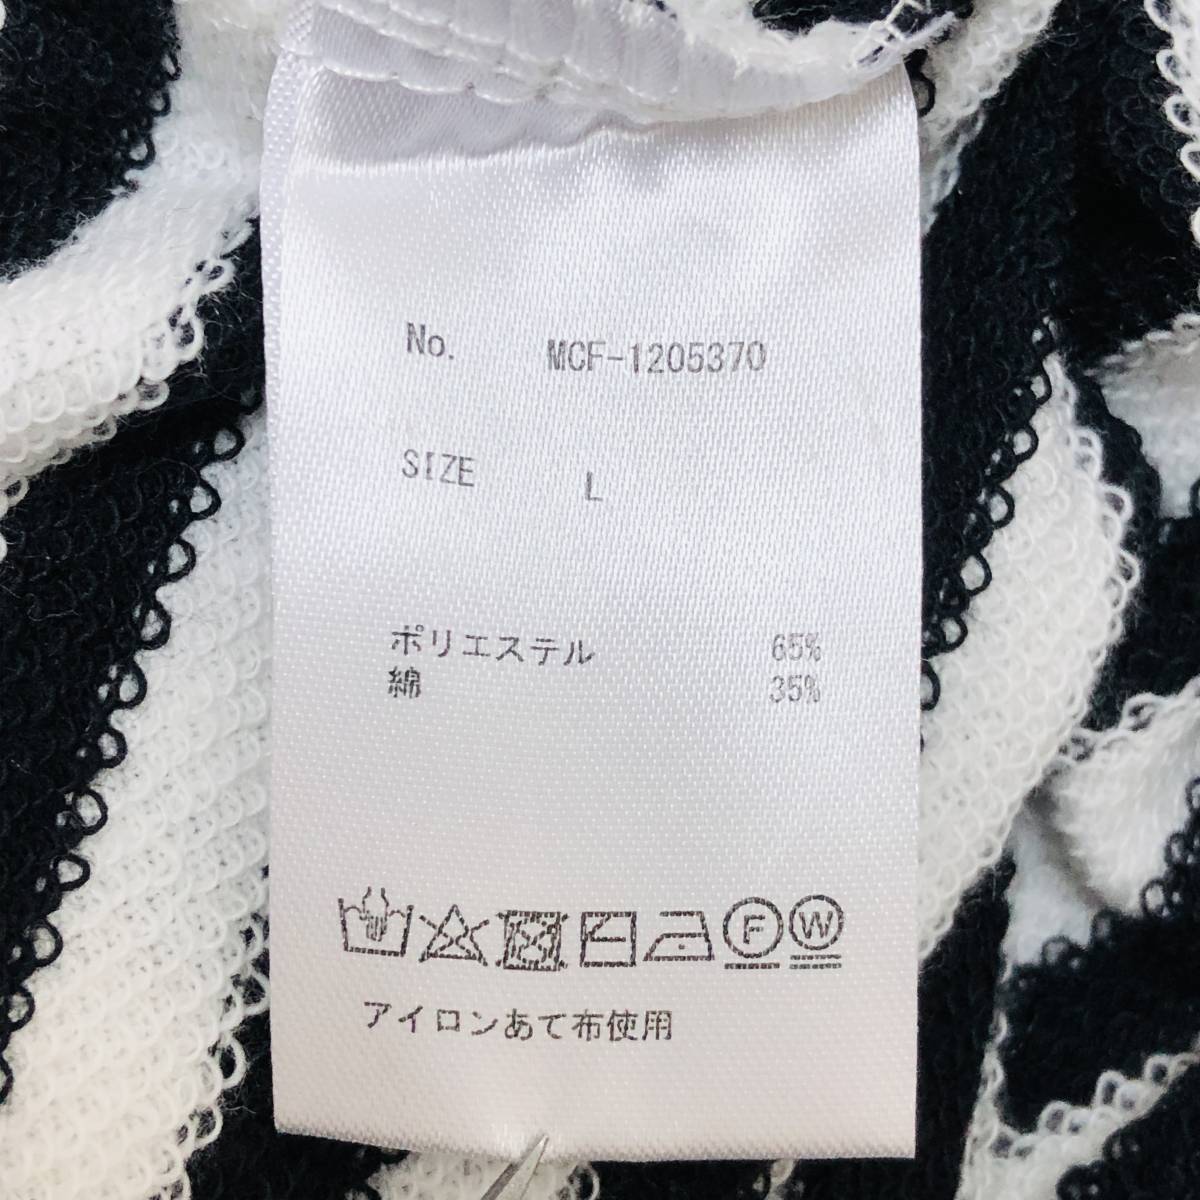 No. MCF-1205370
SIZE L
ポリエステル 65%
綿 35%
F W
アイロンあて布使用